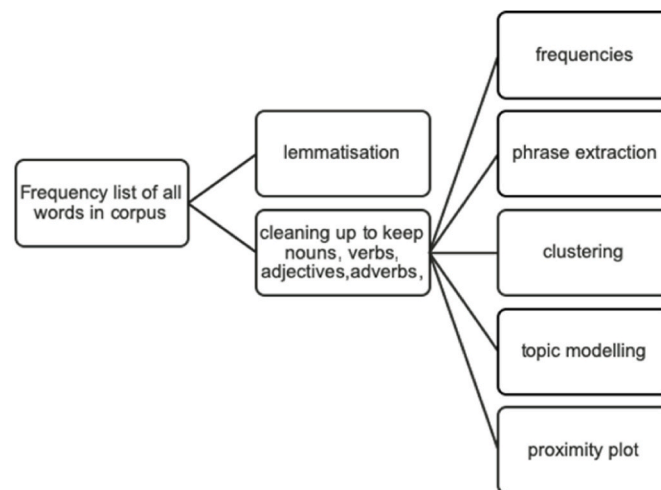 Frequency list of all
words in corpus
lemmatisation
cleaning up to keep
nouns, verbs,
adjectives,adverbs,
frequencies
phrase extraction
clustering
topic modelling
proximity plot